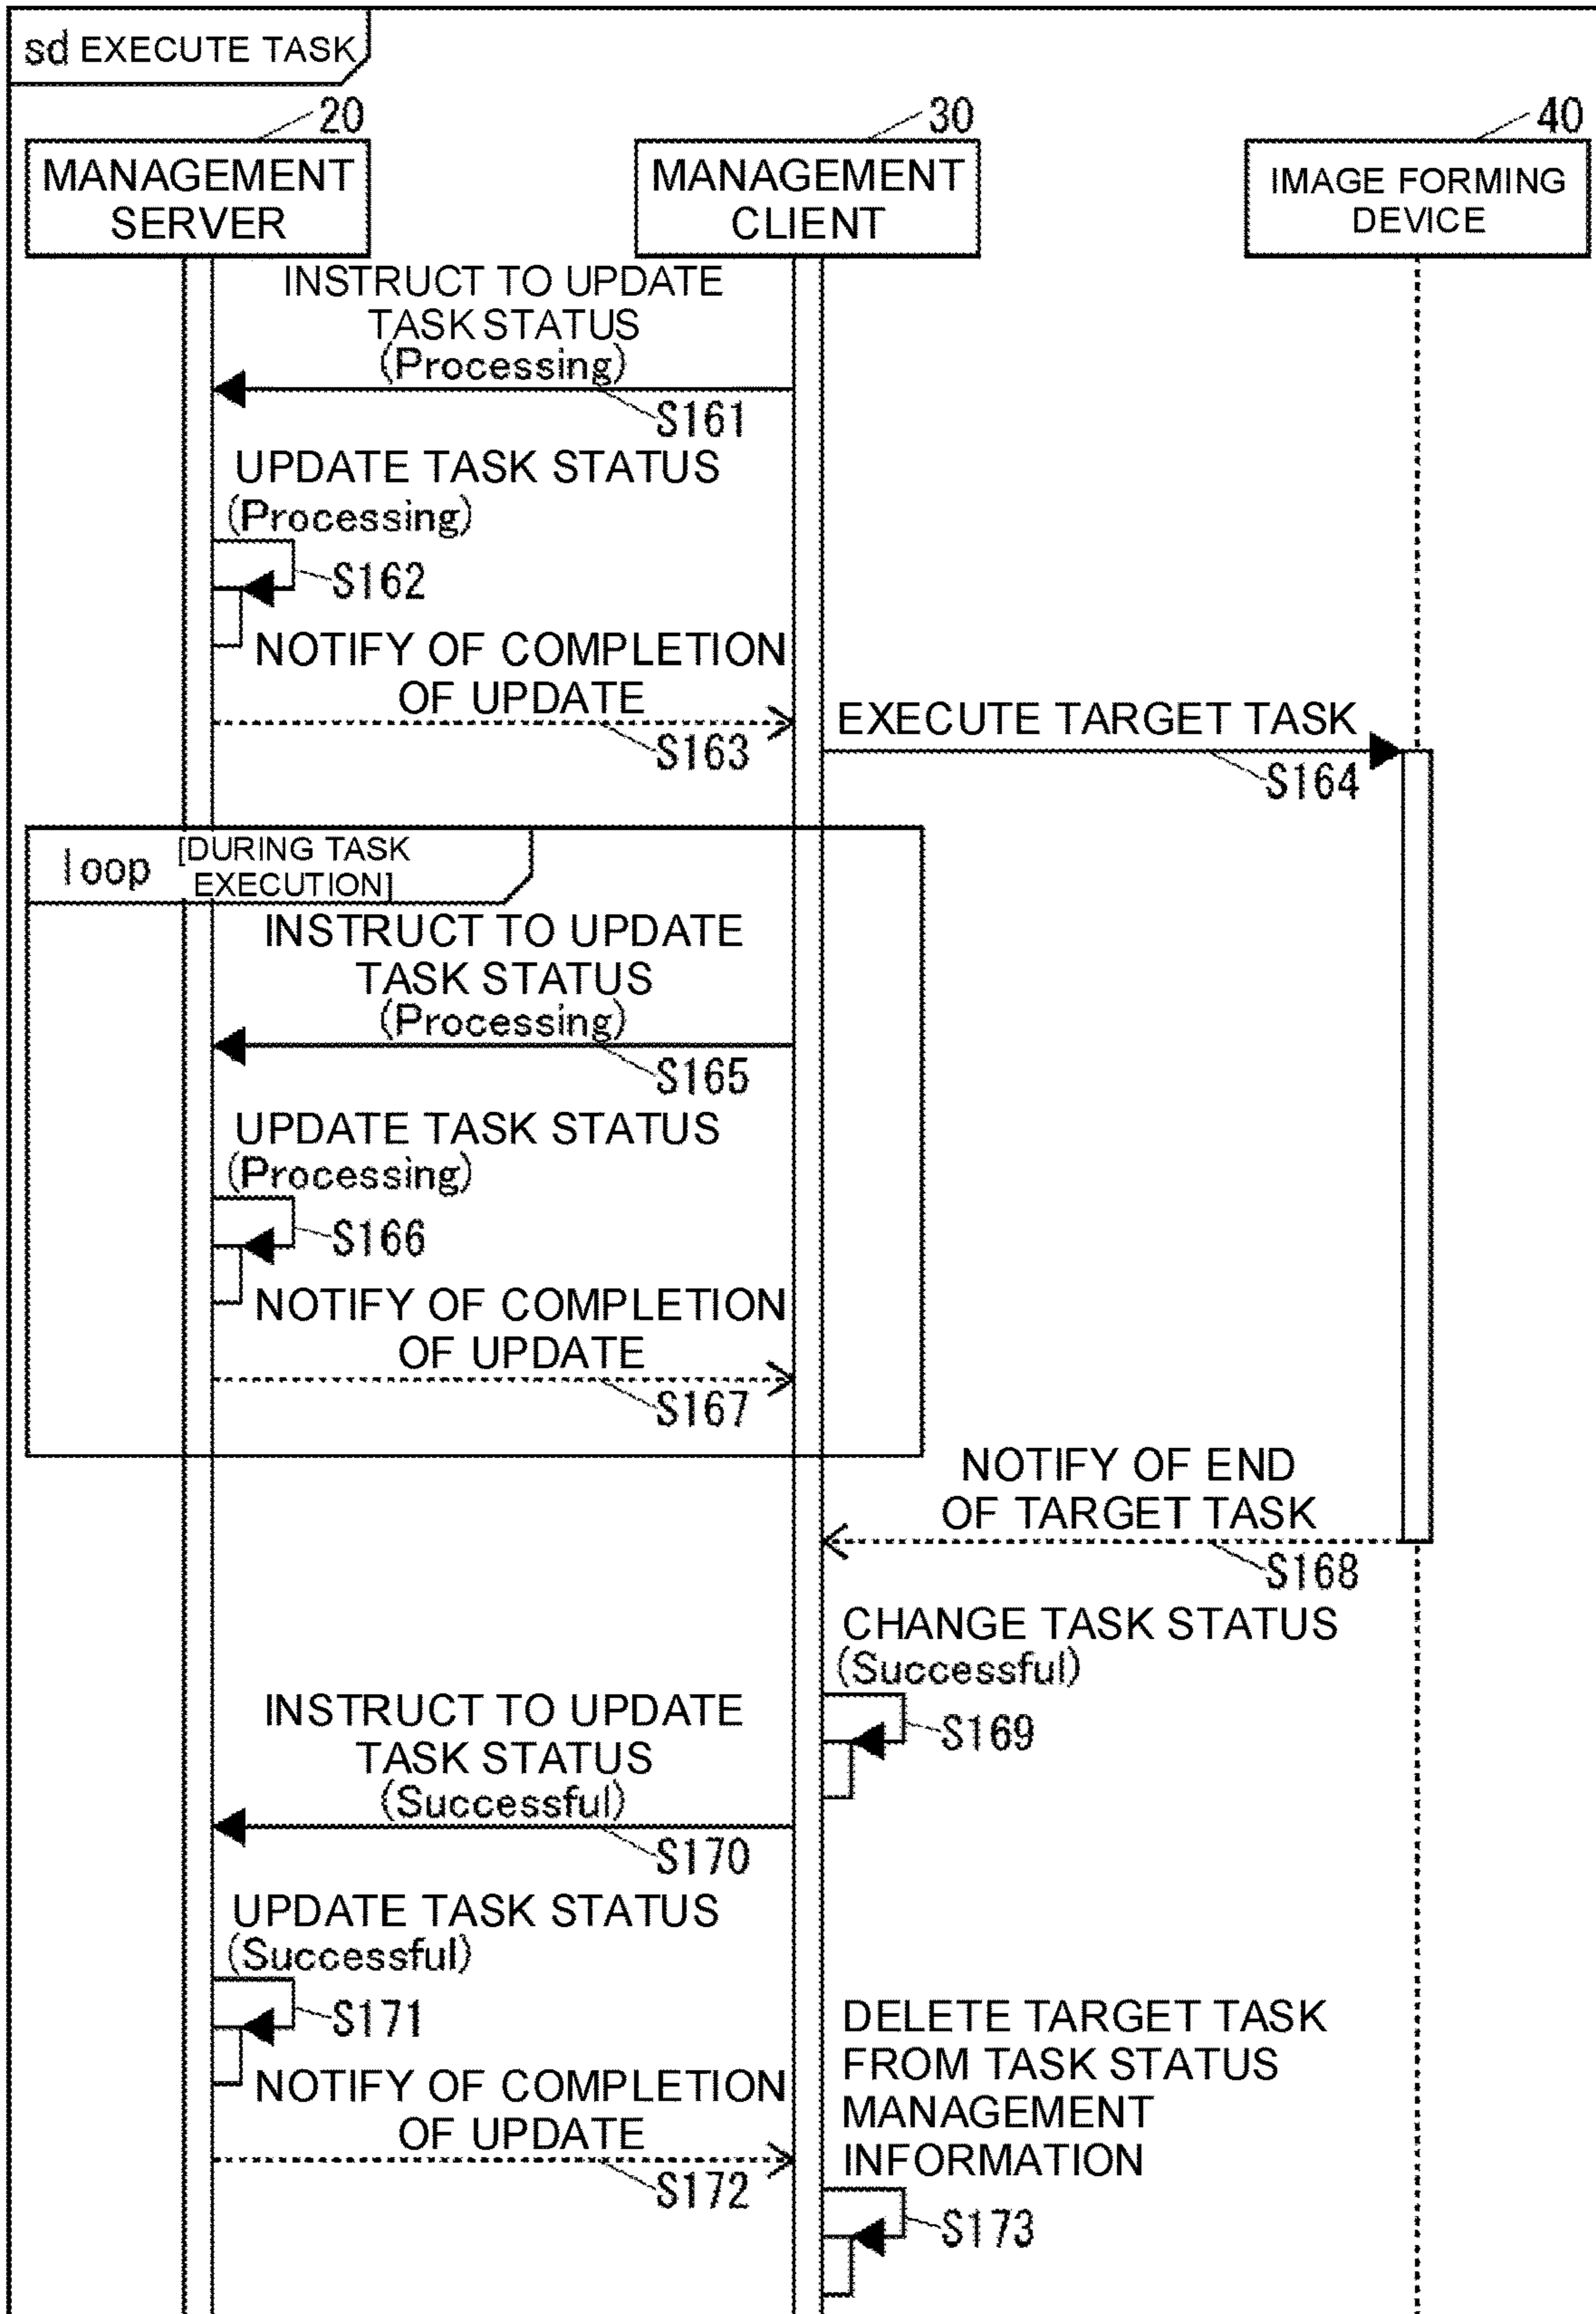 sd EXECUTE TASK
20
30
40
MANAGEMENT
SERVER
MANAGEMENT
CLIENT
IMAGE FORMING
DEVICE
INSTRUCT TO UPDATE
TASK STATUS
(Processing)
S161
UPDATE TASK STATUS
(Processing)
S162
NOTIFY OF COMPLETION
OF UPDATE
S163
EXECUTE TARGET TASK
S164
loop [DURING TASK
EXECUTION]
INSTRUCT TO UPDATE
TASK STATUS
(Processing)
S165
UPDATE TASK STATUS
(Processing)
S166
NOTIFY OF COMPLETION
OF UPDATE
S167
NOTIFY OF END
OF TARGET TASK
S168
CHANGE TASK STATUS
(Successful)
S169
INSTRUCT TO UPDATE
TASK STATUS
(Successful)
S170
UPDATE TASK STATUS
(Successful)
S171
NOTIFY OF COMPLETION
OF UPDATE
S172
DELETE TARGET TASK
FROM TASK STATUS
MANAGEMENT
INFORMATION
S173